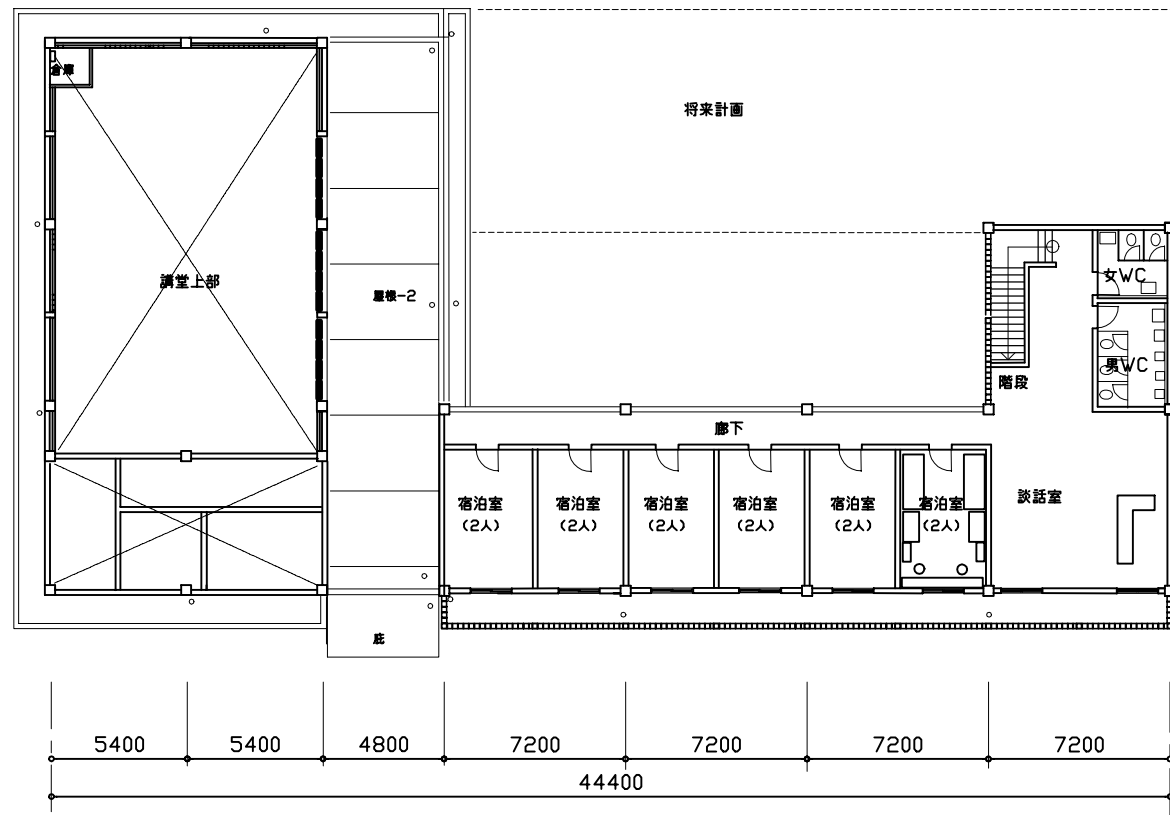 倉庫
将来計画
講堂上部
屋根-2
女WC
男WC
階段
廊下
宿泊室
(2人)
宿泊室
(2人)
宿泊室
(2人)
宿泊室
(2人)
宿泊室
(2人)
宿泊室
(2人)
談話室
庇
5400
5400
4800
7200
7200
7200
7200
44400